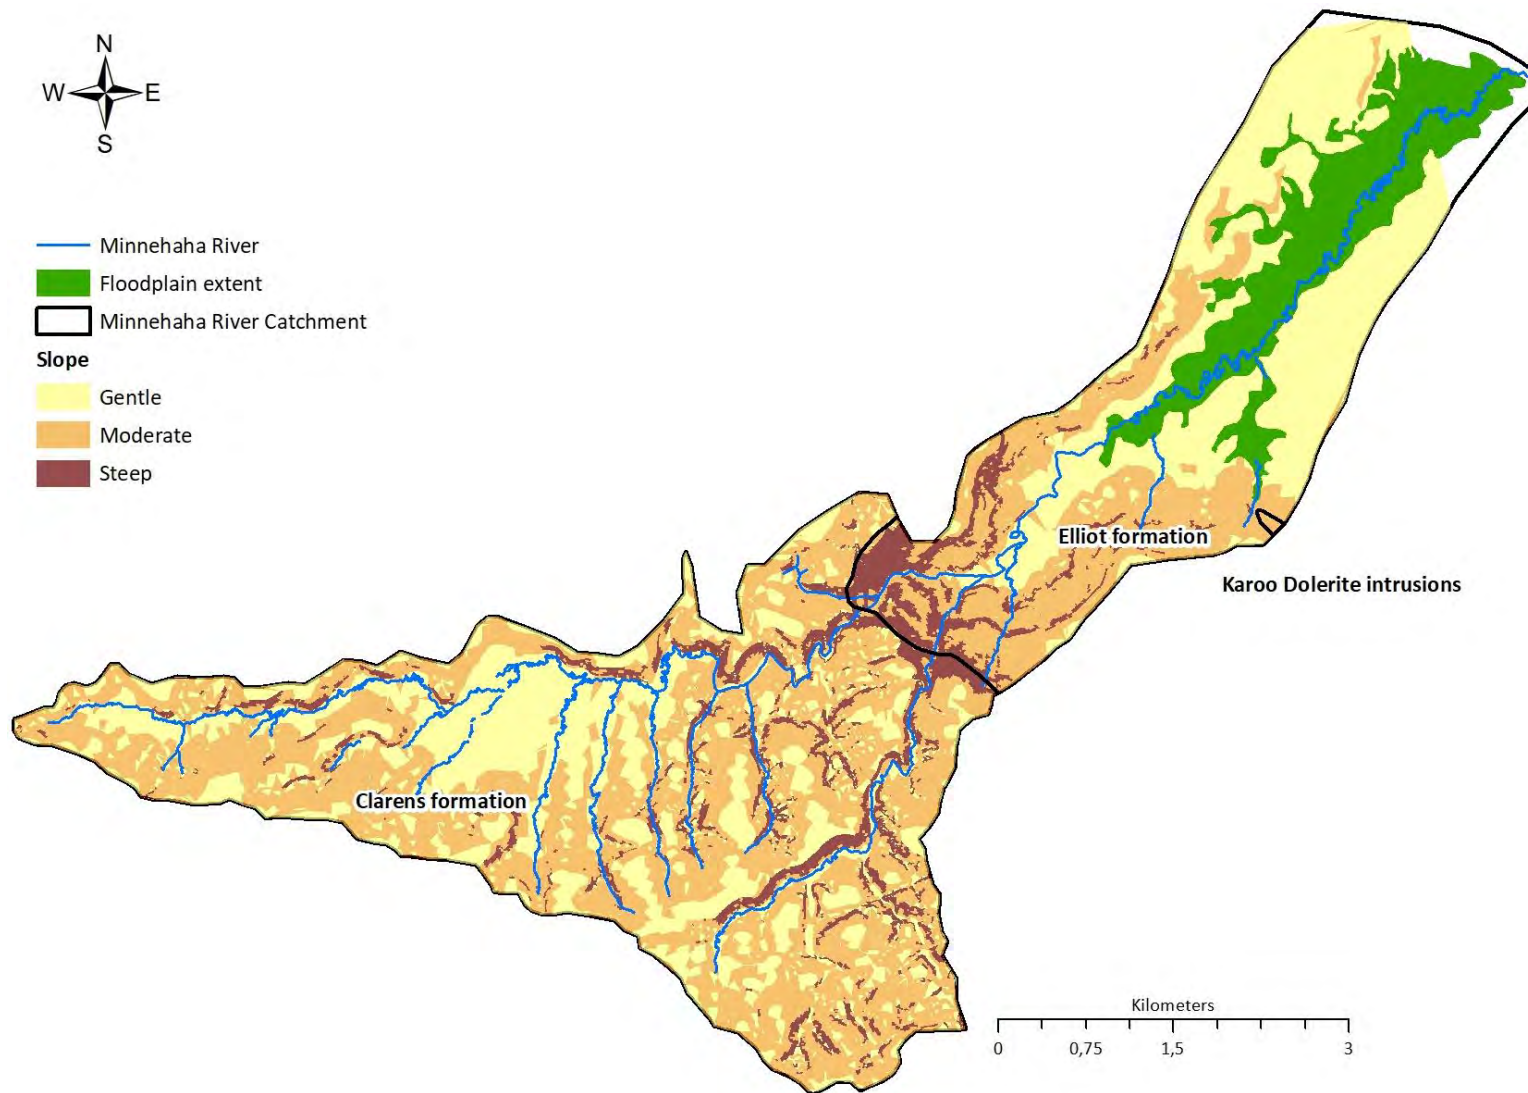 N
W E
S
Minnehaha River
Floodplain extent
Minnehaha River Catchment
Slope
Gentle
Moderate
Steep
Elliot formation
Karoo Dolerite intrusions
Clarens formation
Kilometers
0 0,75 1,5 3